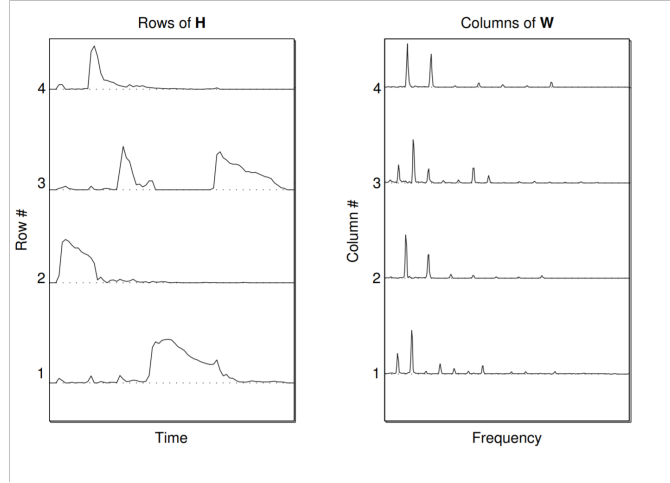 Rows of H
4
3
2
1
Row #
Time
Columns of W
4
3
2
1
Column #
Frequency